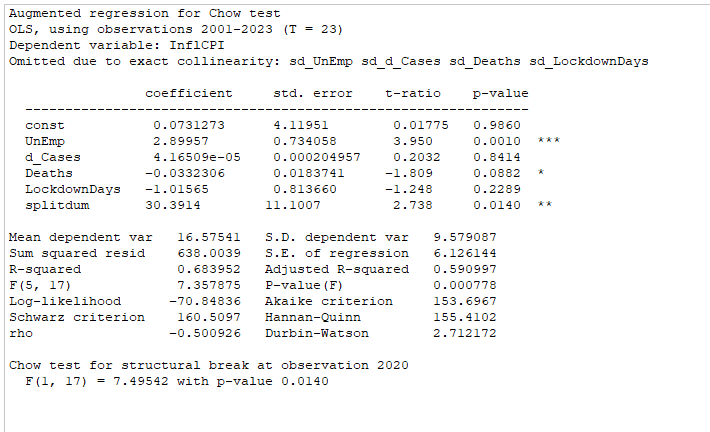 Augmented regression for Chow test
OLS, using observations 2001-2023 (T = 23)
Dependent variable: InflCPI
Omitted due to exact collinearity: sd_UnEmp sd_d_Cases sd_Deaths sd_LockdownDays
coefficient std. error t-ratio p-value
---------------------------------------------------------------
const 0.0731273 4.11951 0.01775 0.9860
UnEmp 2.89957 0.734058 3.950 0.0010 ***
d_Cases 4.16509e-05 0.000204957 0.2032 0.8414
Deaths -0.0332306 0.0183741 -1.809 0.0882 *
LockdownDays -1.01565 0.813660 -1.248 0.2289
splitdum 30.3914 11.1007 2.738 0.0140 **
Mean dependent var 16.57541 S.D. dependent var 9.579087
Sum squared resid 638.0039 S.E. of regression 6.126144
R-squared 0.683952 Adjusted R-squared 0.590997
F(5, 17) 7.357875 P-value(F) 0.000778
Log-likelihood -70.84836 Akaike criterion 153.6967
Schwarz criterion 160.5097 Hannan-Quinn 155.4102
rho -0.500926 Durbin-Watson 2.712172
Chow test for structural break at observation 2020
F(1, 17) = 7.49542 with p-value 0.0140